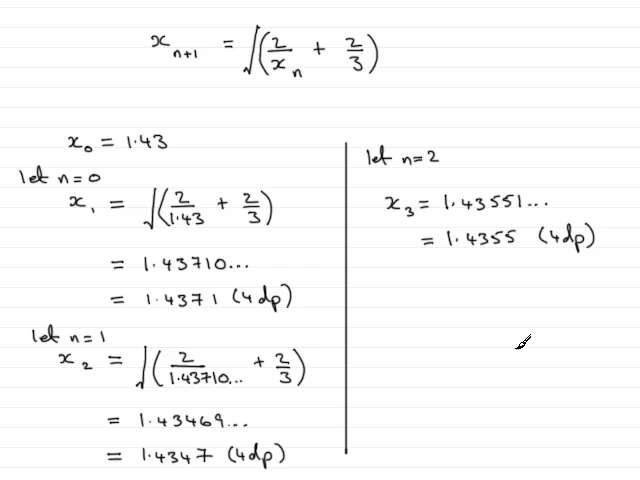 xₙ₊₁ = √(2/xₙ + 2/3)
x₀ = 1.43
let n=0
x₁ = √(2/1.43 + 2/3)
= 1.43710...
= 1.4371 (4dp)
let n=1
x₂ = √(2/1.43710... + 2/3)
= 1.43469...
= 1.4347 (4dp)
let n=2
x₃ = 1.43551...
= 1.4355 (4dp)